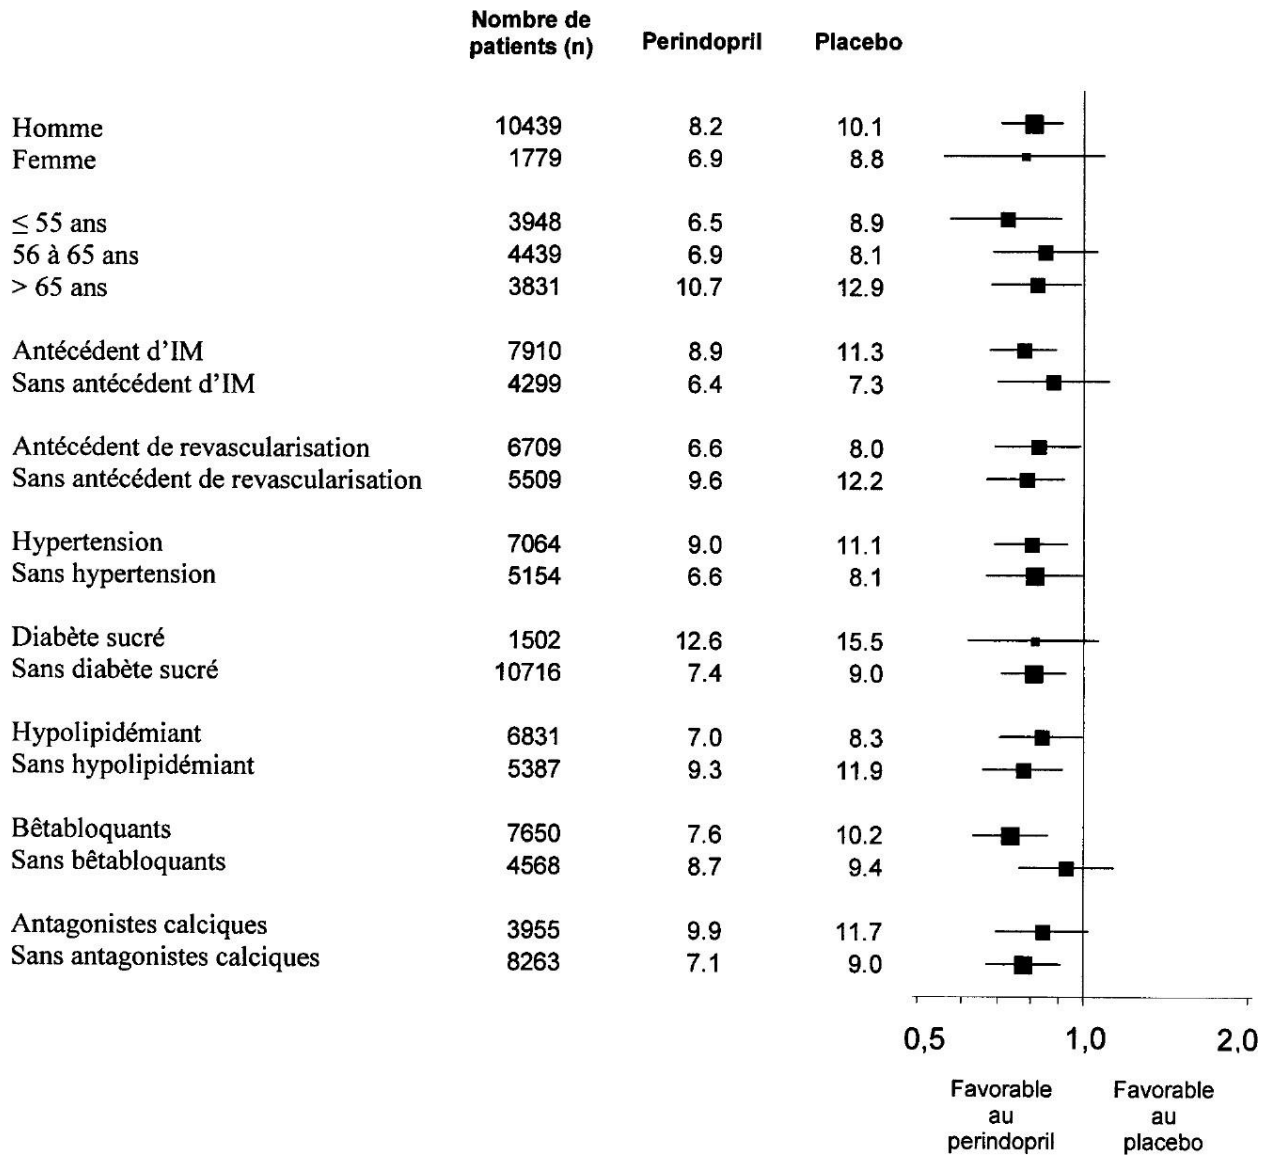 Nombre de
patients (n) Perindopril Placebo
Homme 10439 8.2 10.1
Femme 1779 6.9 8.8
≤ 55 ans 3948 6.5 8.9
56 à 65 ans 4439 6.9 8.1
> 65 ans 3831 10.7 12.9
Antécédent d'IM 7910 8.9 11.3
Sans antécédent d'IM 4299 6.4 7.3
Antécédent de revascularisation 6709 6.6 8.0
Sans antécédent de revascularisation 5509 9.6 12.2
Hypertension 7064 9.0 11.1
Sans hypertension 5154 6.6 8.1
Diabète sucré 1502 12.6 15.5
Sans diabète sucré 10716 7.4 9.0
Hypolipidémiant 6831 7.0 8.3
Sans hypolipidémiant 5387 9.3 11.9
Bêtabloquants 7650 7.6 10.2
Sans bêtabloquants 4568 8.7 9.4
Antagonistes calciques 3955 9.9 11.7
Sans antagonistes calciques 8263 7.1 9.0
0,5 1,0 2,0
Favorable Favorable
au au
perindopril placebo